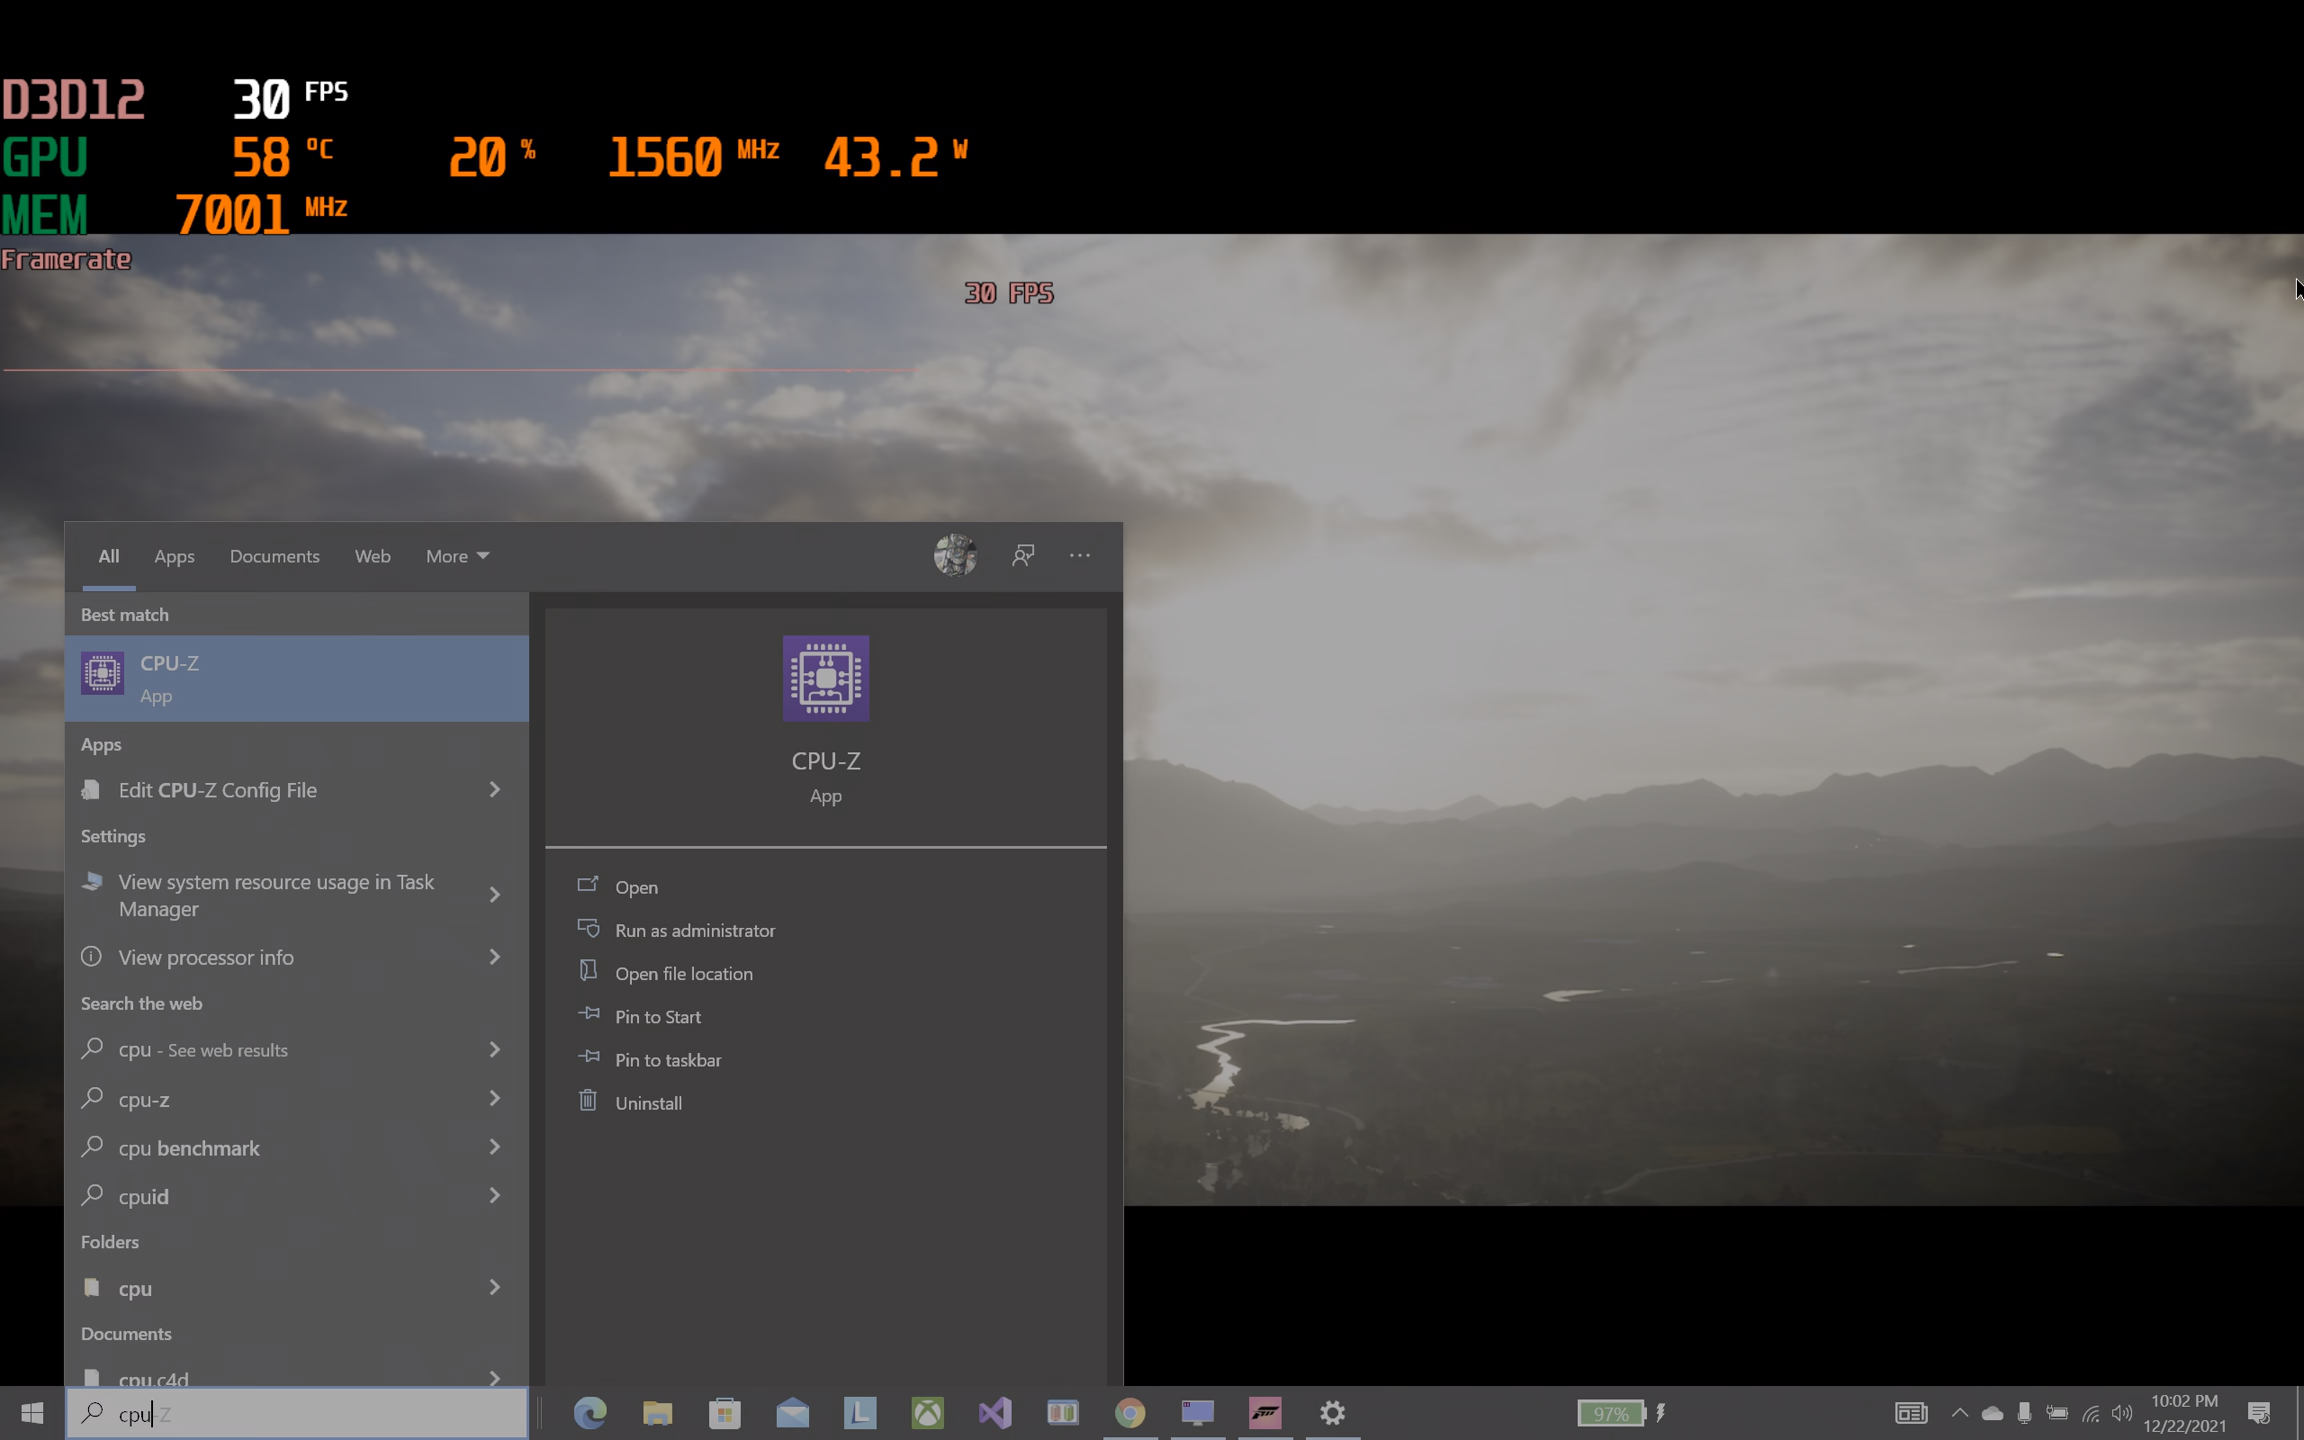 D3D12 30 FPS
GPU 58 °C 20 % 1560 MHz 43.2 W
MEM 7001 MHz
Framerate
30 FPS
All Apps Documents Web More
Best match
CPU-Z
App
Apps
Edit CPU-Z Config File
Settings
View system resource usage in Task
Manager
View processor info
Search the web
cpu - See web results
cpu-z
cpu benchmark
cpuid
Folders
cpu
Documents
cpu.c4d
CPU-Z
App
Open
Run as administrator
Open file location
Pin to Start
Pin to taskbar
Uninstall
cpu-Z
L
97%
10:02 PM
12/22/2021